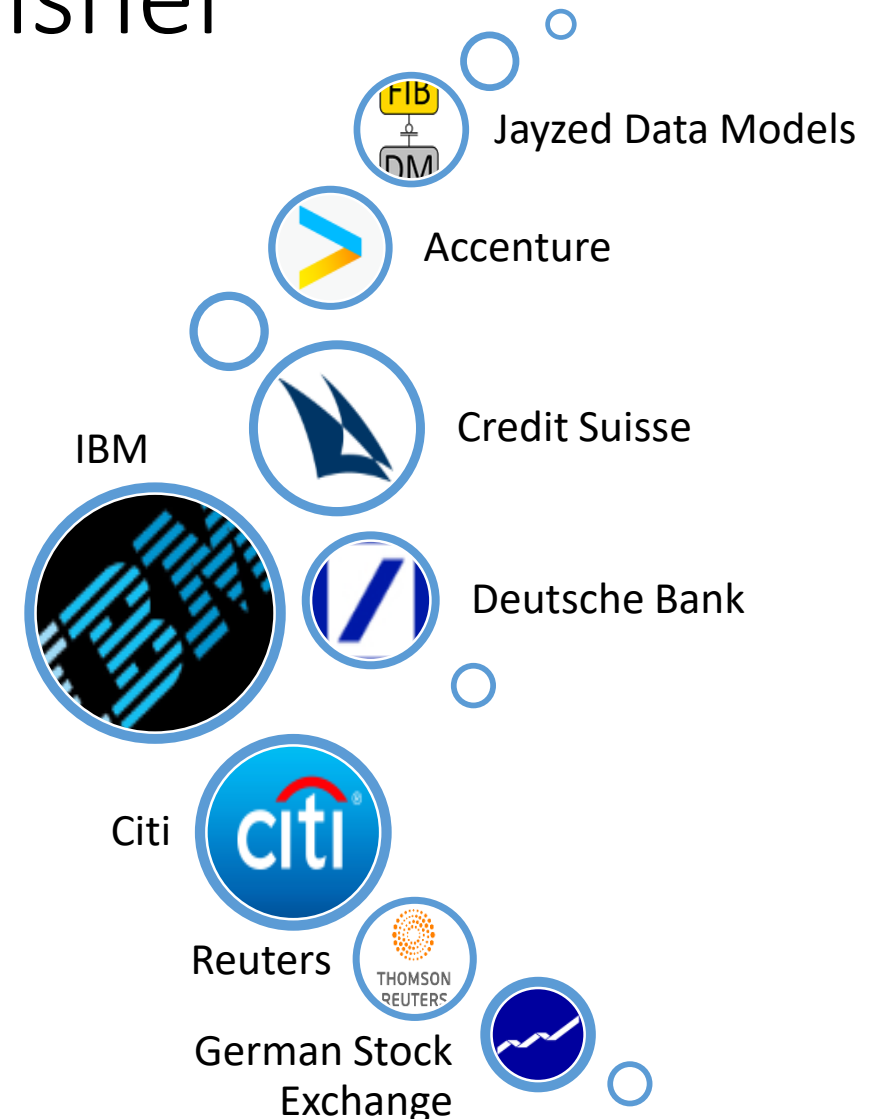 FIB
DM
Jayzed Data Models
Accenture
Credit Suisse
IBM
IBM
Deutsche Bank
Citi
citi®
Reuters
THOMSON
REUTERS
German Stock
Exchange